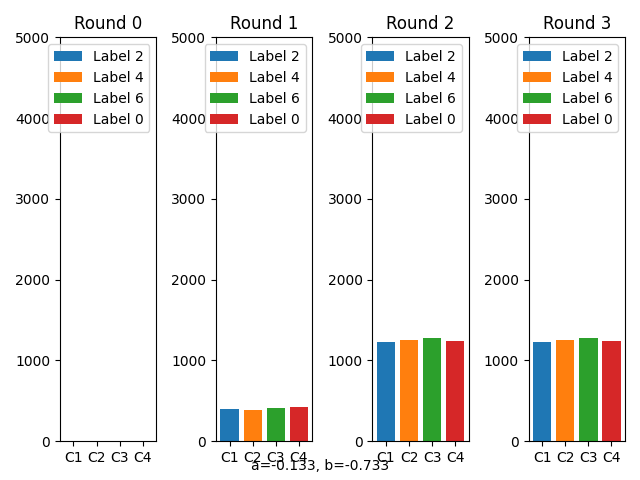 Round 0
5000
4000
3000
2000
1000
0
Label 2
Label 4
Label 6
Label 0
C1 C2 C3 C4
Round 1
5000
4000
3000
2000
1000
0
Label 2
Label 4
Label 6
Label 0
C1 C2 C3 C4
Round 2
5000
4000
3000
2000
1000
0
Label 2
Label 4
Label 6
Label 0
C1 C2 C3 C4
Round 3
5000
4000
3000
2000
1000
0
Label 2
Label 4
Label 6
Label 0
C1 C2 C3 C4
a=-0.133, b=-0.733